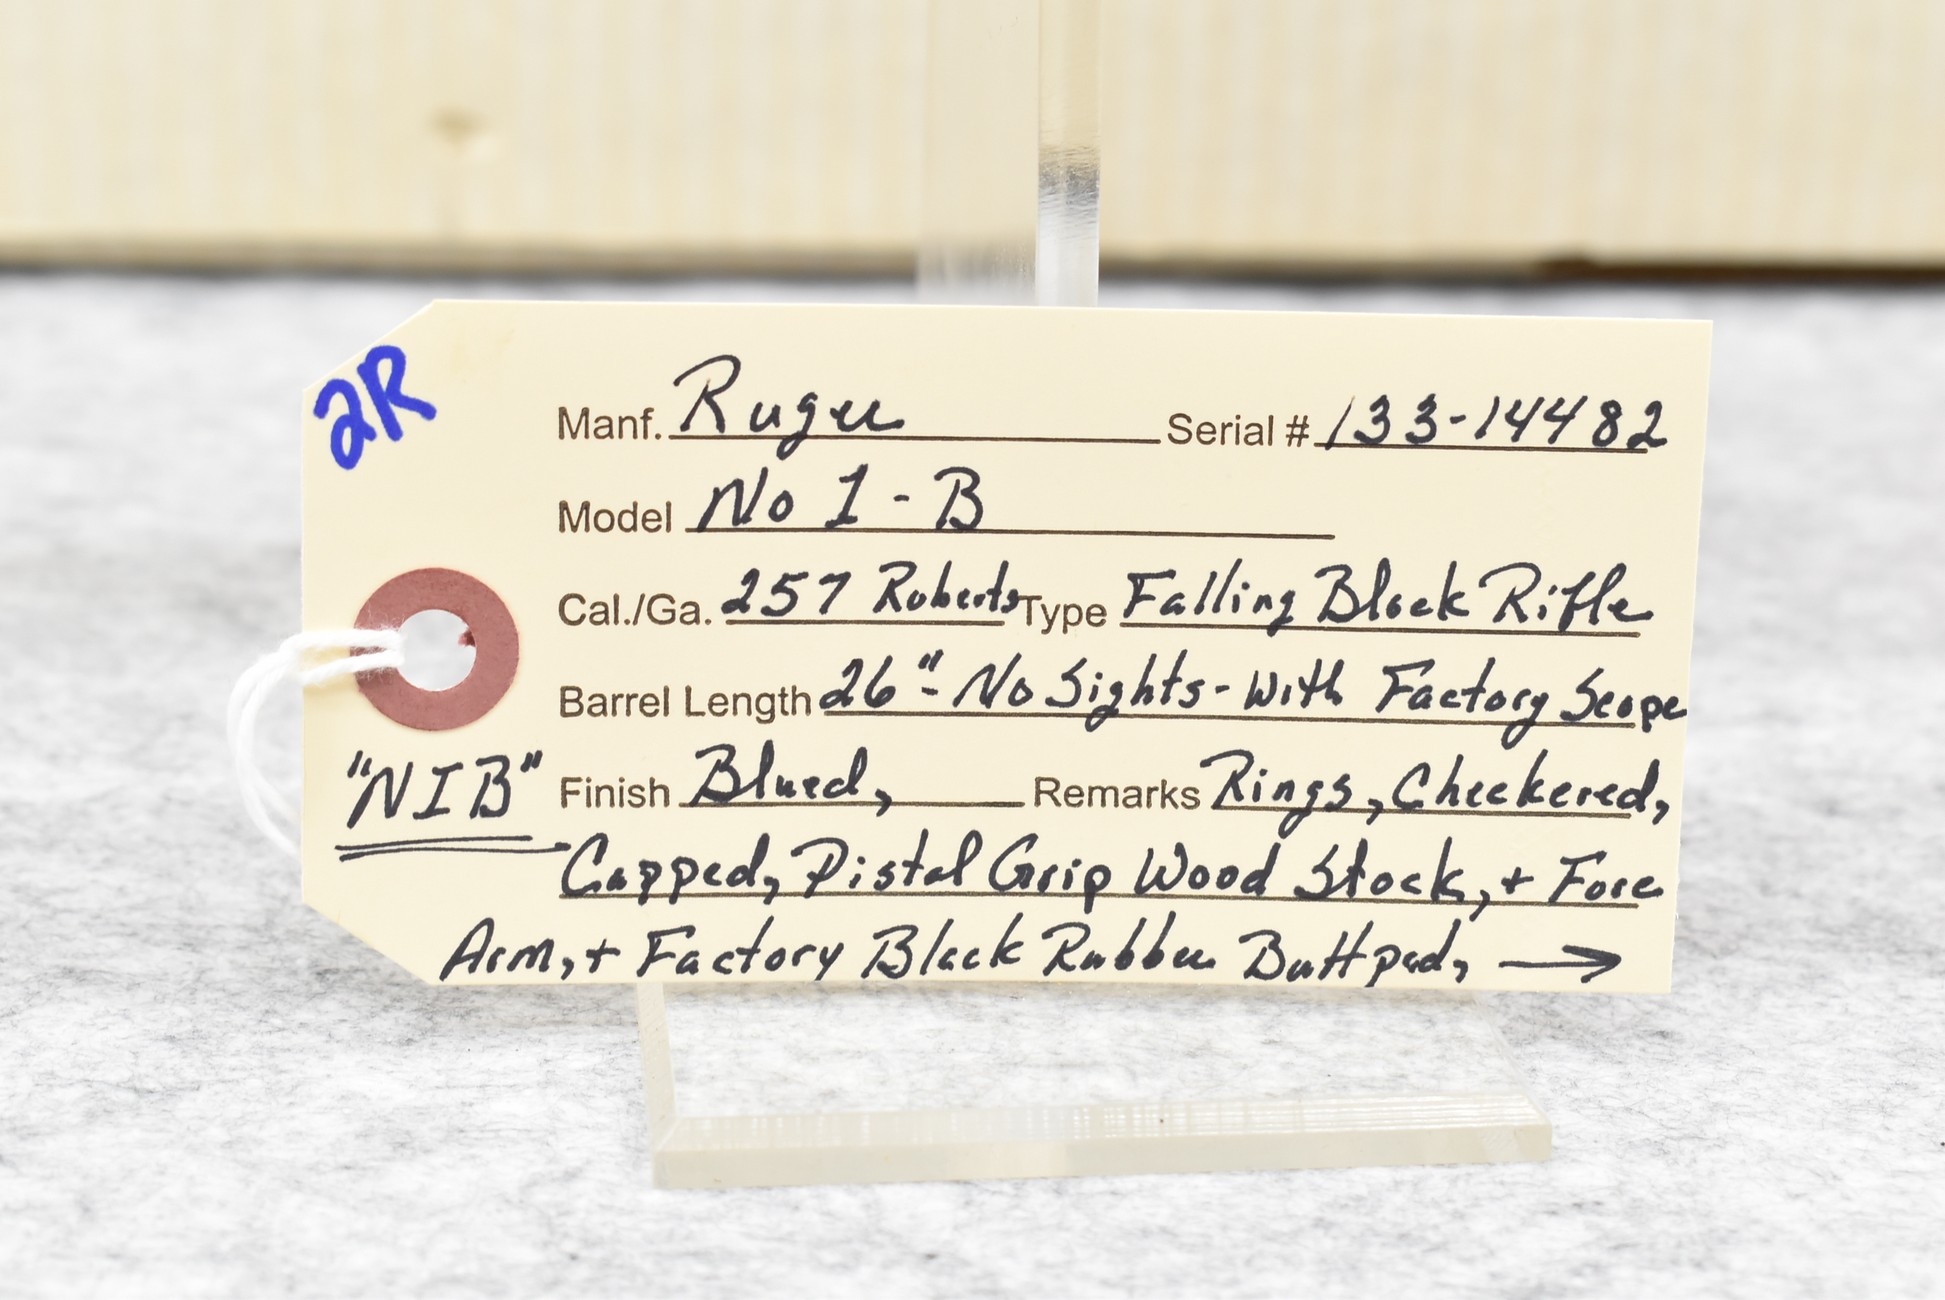 2R
Manf. Ruger Serial # 133-14482
Model No 1-B
Cal./Ga. 257 Roberts Type Falling Block Rifle
Barrel Length 26"- No Sights - With Factory Scope
"NIB" Finish Blued, Remarks Rings, Checkered,
Capped, Pistol Grip Wood Stock, + Fore
Arm, + Factory Black Rubber Buttpad, →